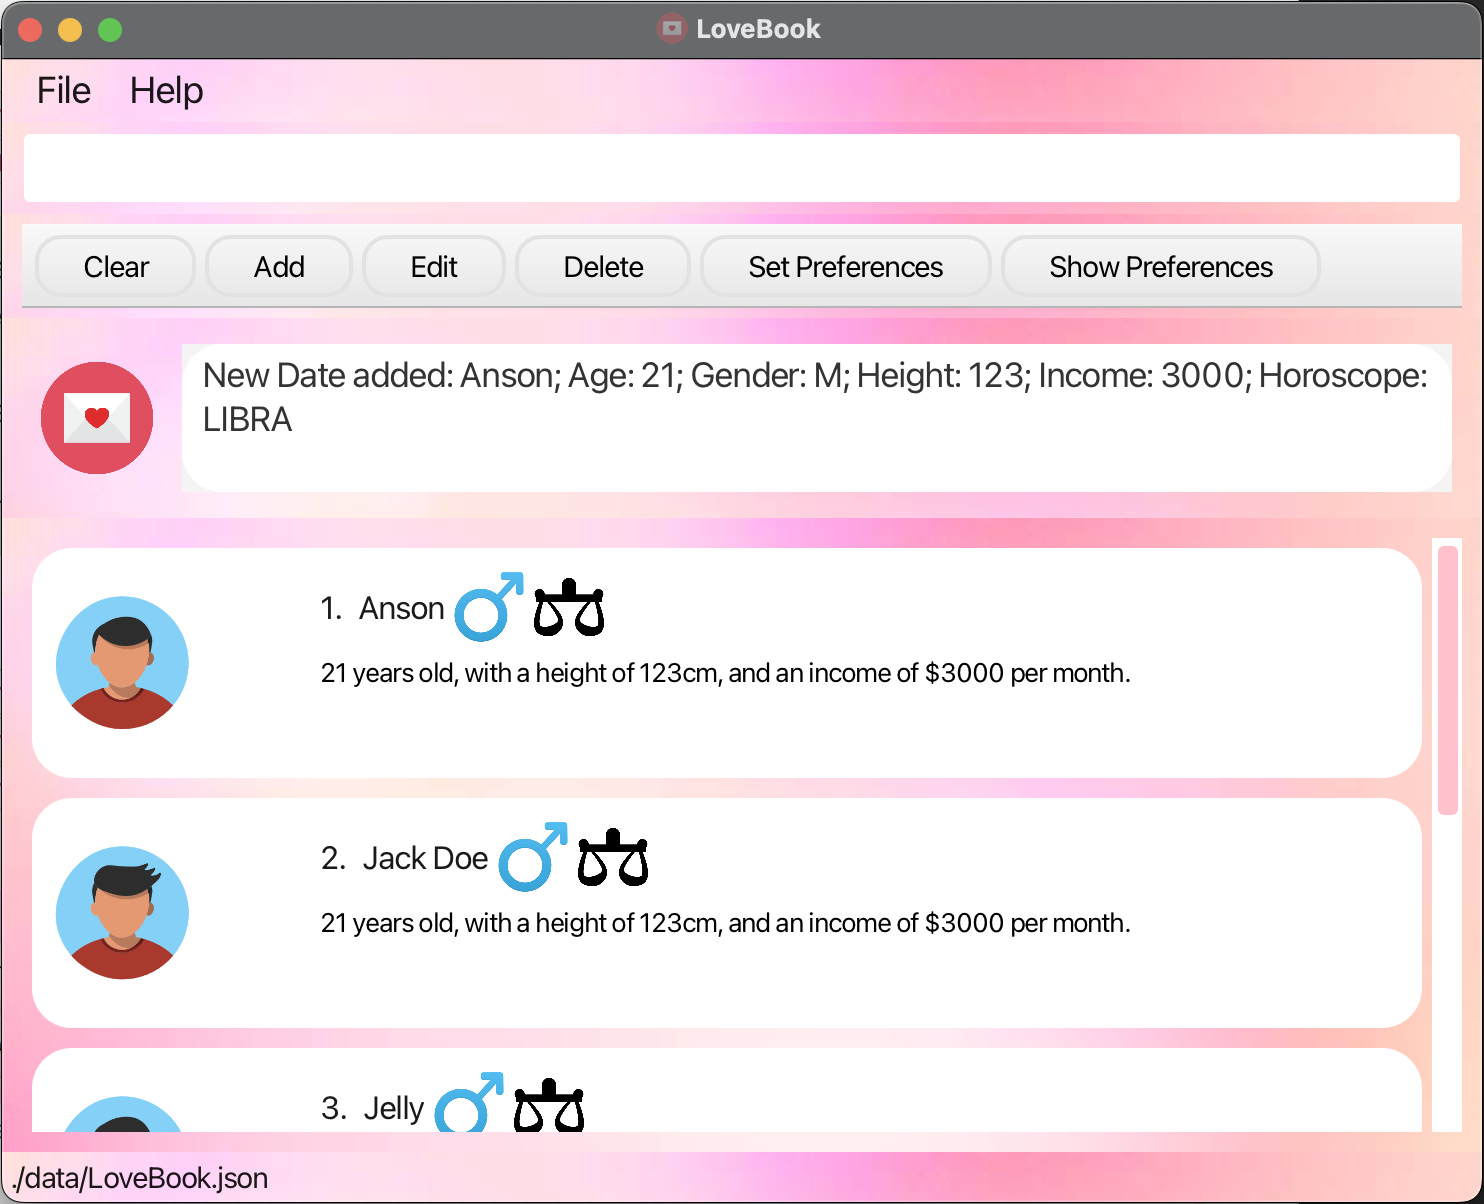 LoveBook
File Help
Clear Add Edit Delete Set Preferences Show Preferences
New Date added: Anson; Age: 21; Gender: M; Height: 123; Income: 3000; Horoscope:
LIBRA
1. Anson
21 years old, with a height of 123cm, and an income of $3000 per month.
2. Jack Doe
21 years old, with a height of 123cm, and an income of $3000 per month.
3. Jelly
./data/LoveBook.json